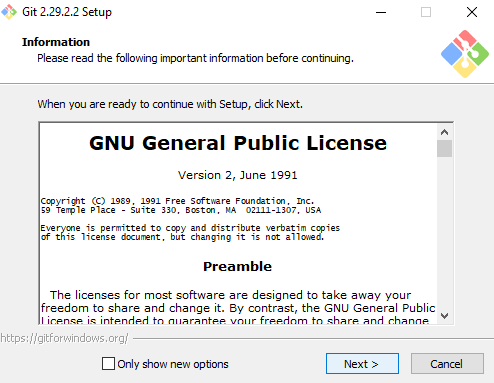 Git 2.29.2.2 Setup
Information
Please read the following important information before continuing.
When you are ready to continue with Setup, click Next.
GNU General Public License
Version 2, June 1991
Copyright (C) 1989, 1991 Free Software Foundation, Inc.
59 Temple Place - Suite 330, Boston, MA  02111-1307, USA
Everyone is permitted to copy and distribute verbatim copies
of this license document, but changing it is not allowed.
Preamble
The licenses for most software are designed to take away your
freedom to share and change it. By contrast, the GNU General Public
License is intended to guarantee your freedom to share and change
https://gitforwindows.org/
Only show new options
Next >
Cancel